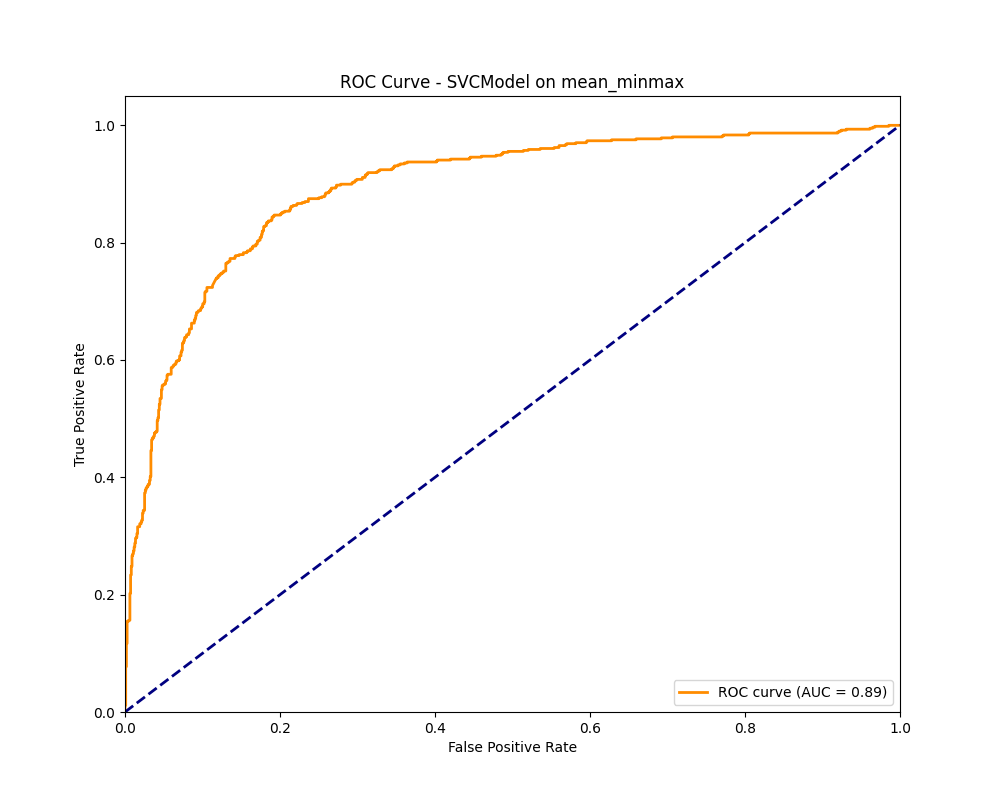 ROC Curve - SVCModel on mean_minmax
True Positive Rate
1.0
0.8
0.6
0.4
0.2
0.0
0.0 0.2 0.4 0.6 0.8 1.0
False Positive Rate
ROC curve (AUC = 0.89)